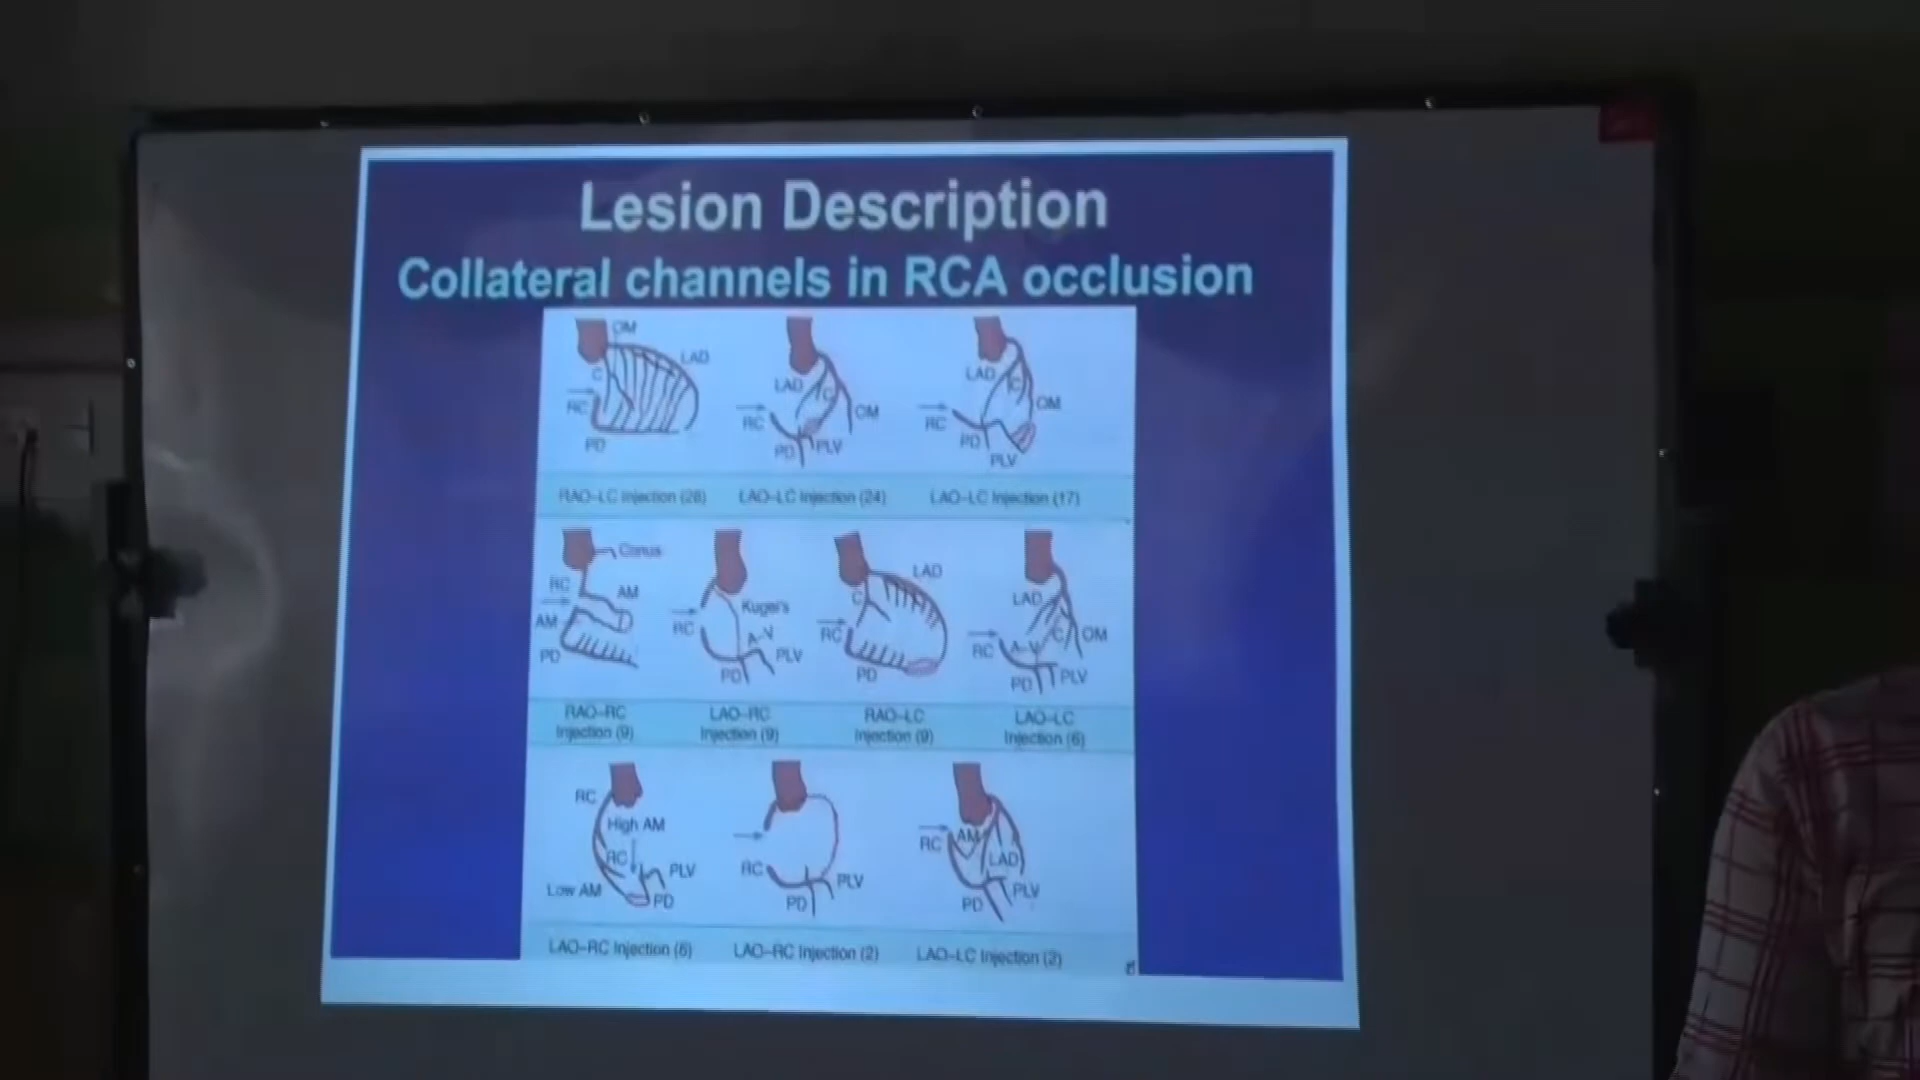 Lesion Description
Collateral channels in RCA occlusion
OM
LAD
C
RC
PD
LAD
C
OM
RC
PD
PLV
LAD
C
OM
RC
PD
PLV
RAO-LC Injection (28)
LAO-LC Injection (24)
LAO-LC Injection (17)
Conus
RC
AM
AM
PD
Kugel's
RC
A-V
PLV
PD
LAD
C
RC
PD
LAD
C
OM
RC
A-V
PD
PLV
RAO-RC
Injection (9)
LAO-RC
Injection (9)
RAO-LC
Injection (9)
LAO-LC
Injection (6)
RC
High AM
RC
PLV
Low AM
PD
RC
PLV
PD
AM
RC
LAD
PLV
PD
LAO-RC Injection (6)
LAO-RC Injection (2)
LAO-LC Injection (2)